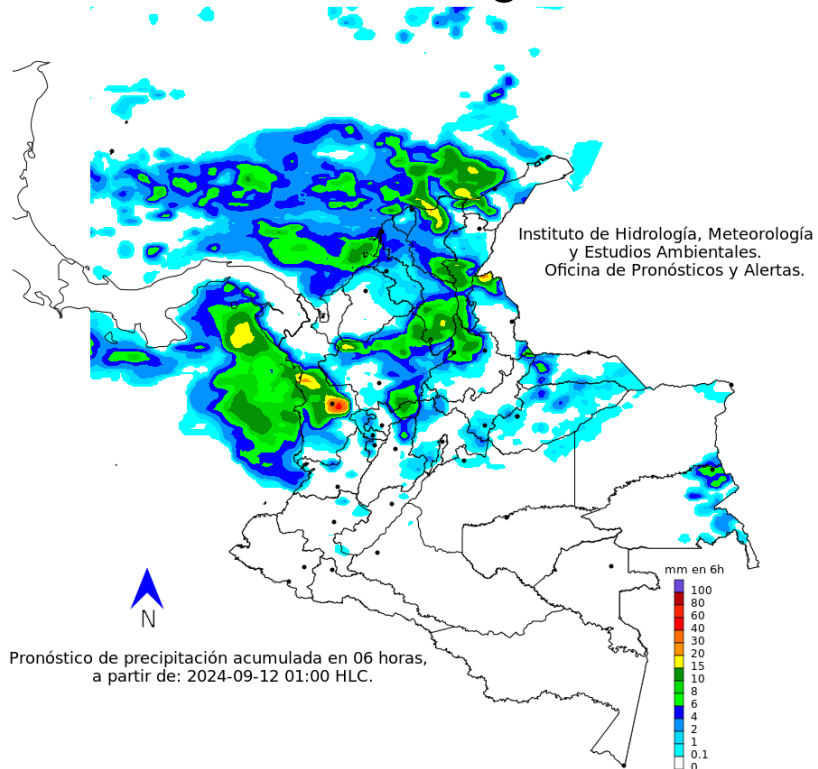 Instituto de Hidrología, Meteorología
y Estudios Ambientales.
Oficina de Pronósticos y Alertas.
N
Pronóstico de precipitación acumulada en 06 horas,
a partir de: 2024-09-12 01:00 HLC.
mm en 6h
100
80
60
40
30
20
15
10
8
6
4
2
1
0.1
0